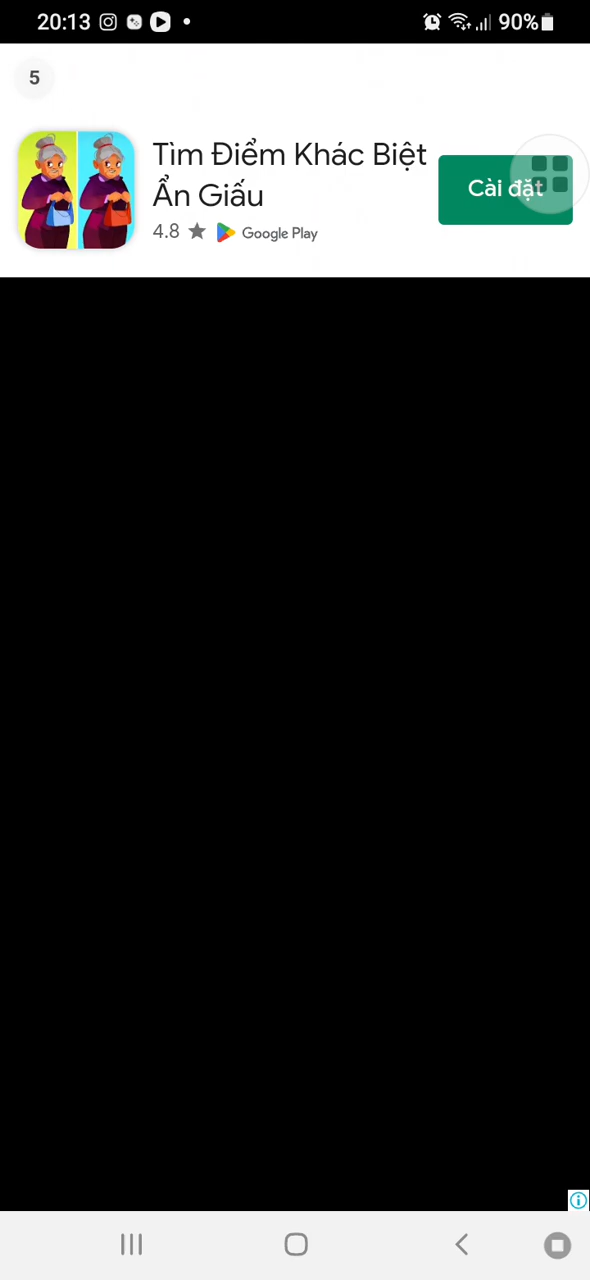 20:13
90%
5
Tìm Điểm Khác Biệt
Ẩn Giấu
Cài đặt
4.8 ★ Google Play